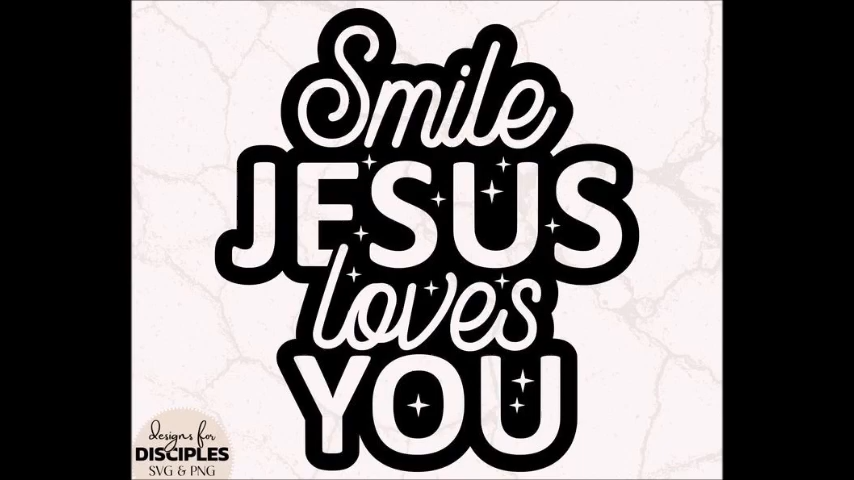 Smile
JESUS
loves
YOU
designs for
DISCIPLES
SVG & PNG